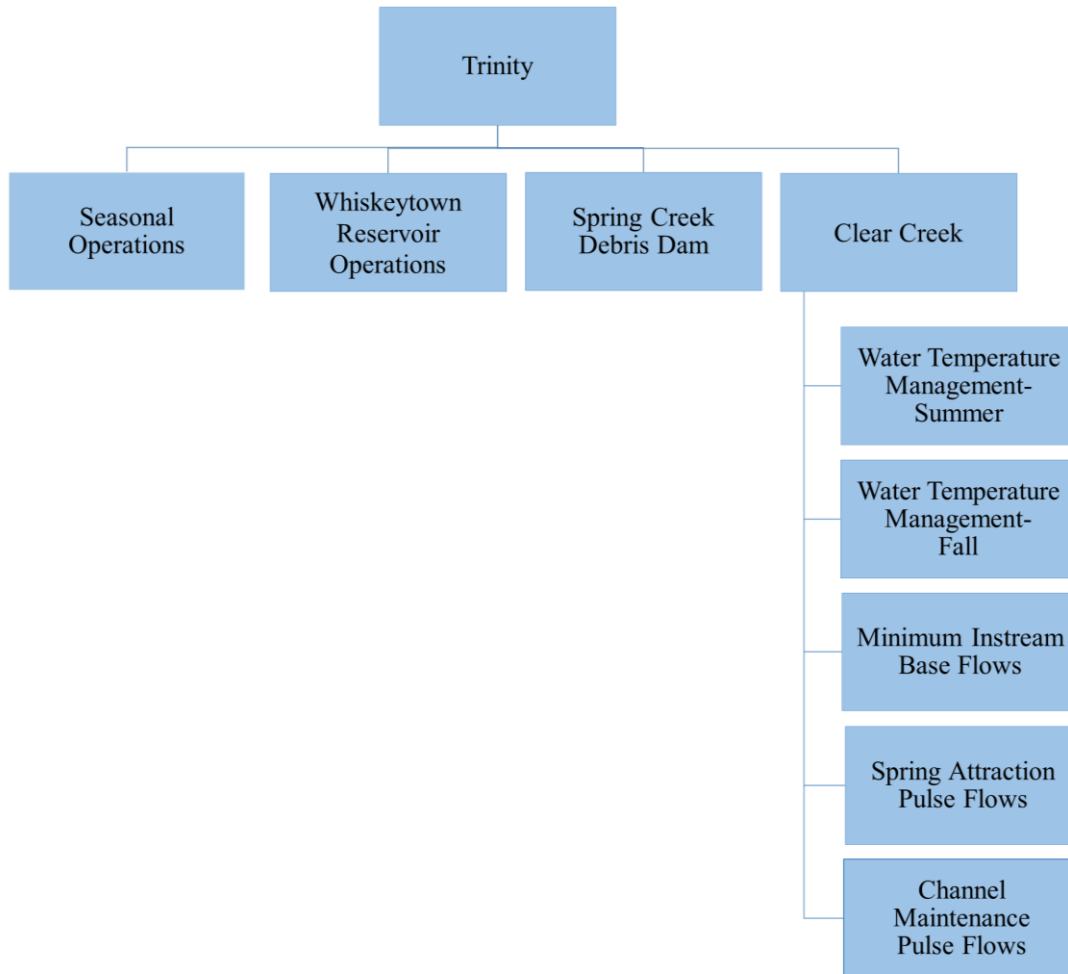 Trinity
Seasonal
Operations
Whiskeytown
Reservoir
Operations
Spring Creek
Debris Dam
Clear Creek
Water Temperature
Management-
Summer
Water Temperature
Management-
Fall
Minimum Instream
Base Flows
Spring Attraction
Pulse Flows
Channel
Maintenance
Pulse Flows